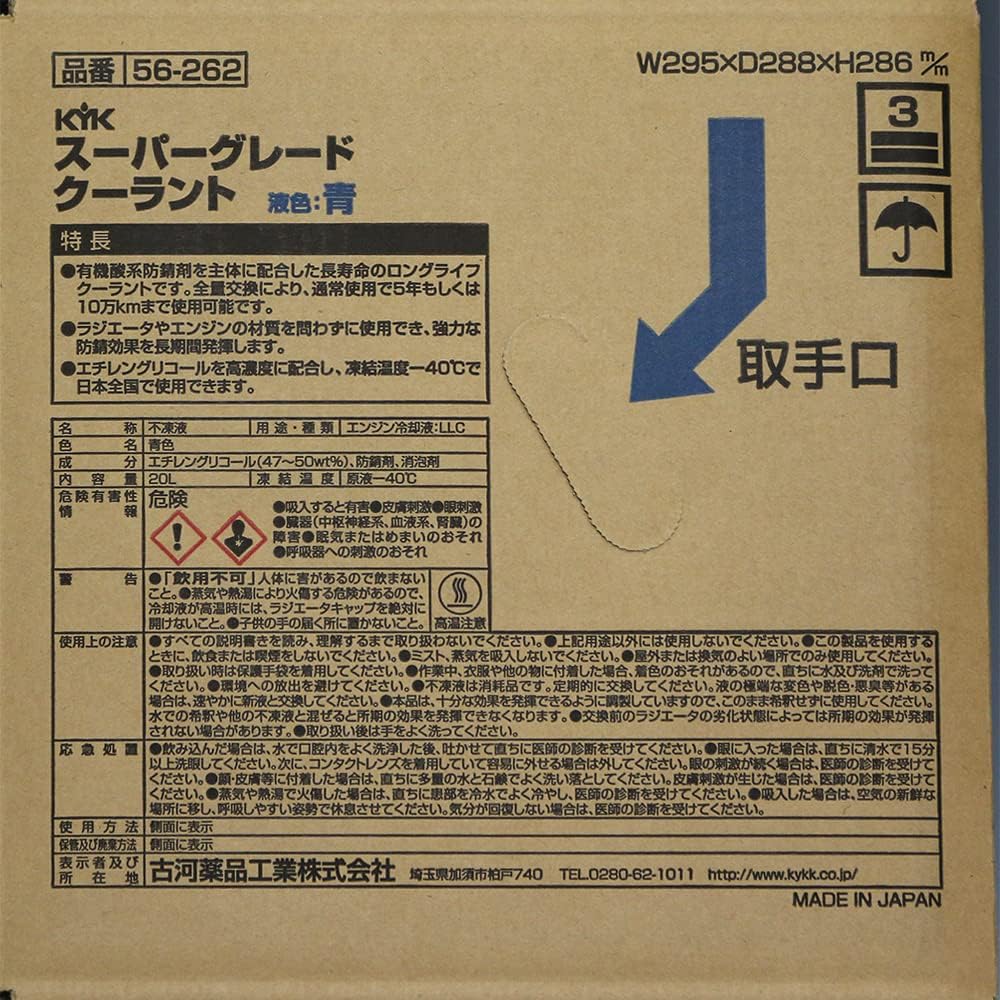 品番 56-262
W295×D288×H286 m/m
3
KYK
スーパーグレード
クーラント 液色:青
取手口
特長
●有機酸系防錆剤を主体に配合した長寿命のロングライフ
クーラントです。全量交換により、通常使用で5年もしくは
10万kmまで使用可能です。
●ラジエータやエンジンの材質を問わずに使用でき、強力な
防錆効果を長期間発揮します。
●エチレングリコールを高濃度に配合し、凍結温度ー40℃で
日本全国で使用できます。
名称 不凍液 用途・種類 エンジン冷却液:LLC
色名 青色
成分 エチレングリコール(47〜50wt%)、防錆剤、消泡剤
内容量 20L 凍結温度 原液ー40℃
危険有害性
情報
危険
●吸入すると有害●皮膚刺激●眼刺激
●臓器(中枢神経系、血液系、腎臓)の
障害●眠気またはめまいのおそれ
●呼吸器への刺激のおそれ
警告 ●「飲用不可」人体に害があるので飲まない
こと。●蒸気や熱湯により火傷する危険があるので、
冷却液が高温時には、ラジエータキャップを絶対に
開けないこと。●子供の手の届く所に置かないこと。
高温注意
使用上の注意 ●すべての説明書きを読み、理解するまで取り扱わないでください。●上記用途以外には使用しないでください。●この製品を使用する
ときに、飲食または喫煙をしないでください。●ミスト、蒸気を吸入しないでください。●屋外または換気のよい場所でのみ使用してください。
●取り扱い時は保護手袋を着用してください。●作業中、衣服や他の物に付着した場合、着色のおそれがあるので、直ちに水及び洗剤で洗って
ください。●環境への放出を避けてください。●不凍液は消耗品です。定期的に交換してください。液の極端な変色や脱色・悪臭等がある
場合は、速やかに新液と交換してください。●本品は、十分な効果を発揮できるように調製していますので、このまま希釈せずに使用してください。
水での希釈や他の不凍液と混ぜると所期の効果を発揮できなくなります。●交換前のラジエータの劣化状態によっては所期の効果が発揮
されない場合があります。●取り扱い後は手をよく洗ってください。
応急処置 ●飲み込んだ場合は、水で口腔内をよく洗浄した後、吐かせて直ちに医師の診断を受けてください。●眼に入った場合は、直ちに清水で15分
以上洗眼してください。次に、コンタクトレンズを着用していて容易に外せる場合は外してください。眼の刺激が続く場合は、医師の診断を受けて
ください。●顔・皮膚等に付着した場合は、直ちに多量の水と石鹸でよく洗い落としてください。皮膚刺激が生じた場合は、医師の診断を受けて
ください。●蒸気や熱湯で火傷した場合は、直ちに患部を冷水でよく冷やし、医師の診断を受けてください。●吸入した場合は、空気の新鮮な
場所に移し、呼吸しやすい姿勢で休息させてください。気分が回復しない場合は、医師の診断を受けてください。
使用方法 側面に表示
保管及び廃棄方法 側面に表示
表示者及び
所在地
古河薬品工業株式会社 埼玉県加須市柏戸740 TEL.0280-62-1011 http://www.kykk.co.jp/
MADE IN JAPAN